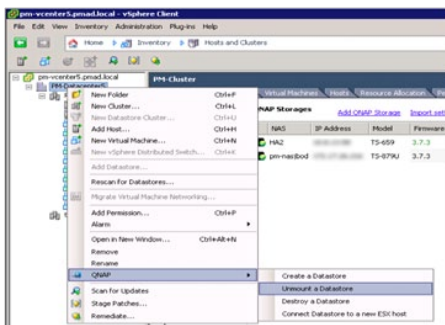 pm-vcenter5.pmad.local - vSphere Client
File Edit View Inventory Administration Plug-ins Help
Home Inventory Hosts and Clusters
pm-vcenter5.pmad.local
PM-Datacenter5
PM-Cluster
Virtual Machines Hosts Resource Allocation
QNAP Storages Add QNAP Storage Import
NAS IP Address Model Firmware
HA2 TS-659 3.7.3
pm-nasjbod TS-879U 3.7.3
New Folder Ctrl+F
New Cluster... Ctrl+L
New Datastore Cluster... Ctrl+U
Add Host... Ctrl+H
New Virtual Machine... Ctrl+N
New vSphere Distributed Switch... Ctrl+K
Add Datastore...
Rescan for Datastores...
Migrate Virtual Machine Networking...
Add Permission... Ctrl+P
Alarm
Open in New Window... Ctrl+Alt+N
Remove
Rename
QNAP
Create a Datastore
Unmount a Datastore
Destroy a Datastore
Connect Datastore to a new ESX host
Scan for Updates
Stage Patches...
Remediate...